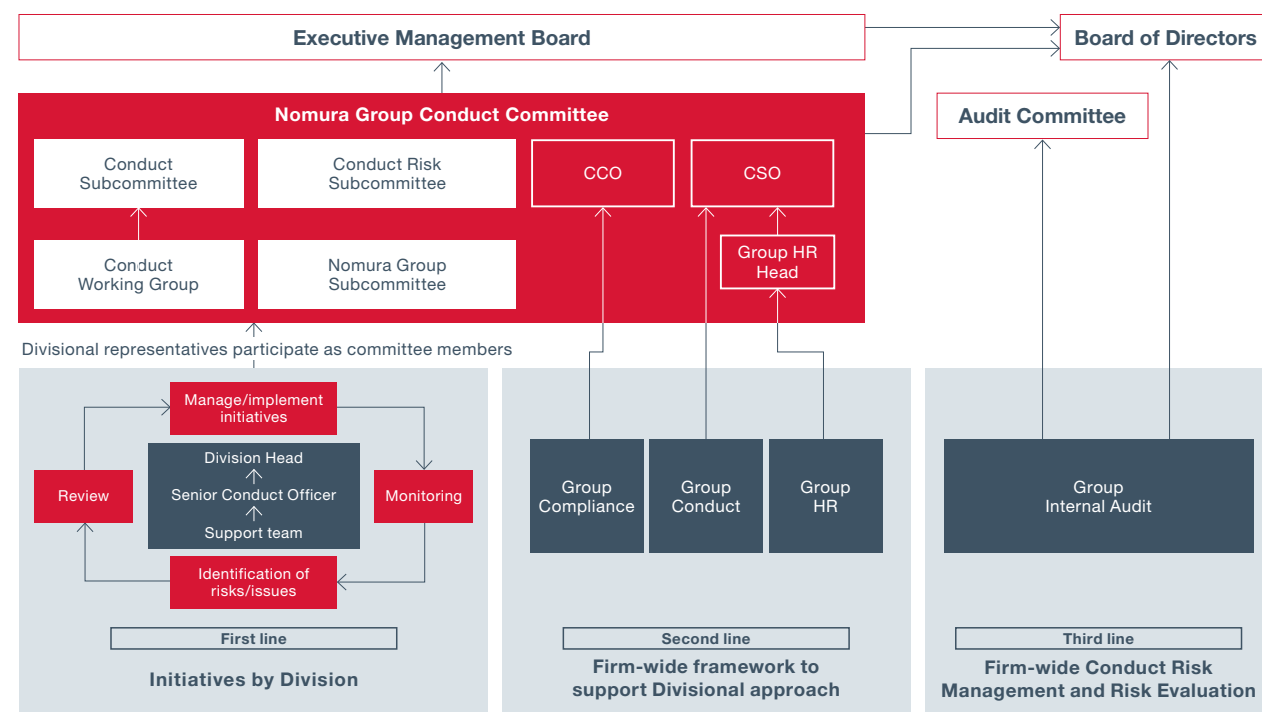 Executive Management Board
Board of Directors
Nomura Group Conduct Committee
Audit Committee
Conduct
Subcommittee
Conduct Risk
Subcommittee
CCO
CSO
Conduct
Working Group
Nomura Group
Subcommittee
Group HR
Head
Divisional representatives participate as committee members
Manage/implement
initiatives
Division Head
Senior Conduct Officer
Support team
Review
Monitoring
Identification of
risks/issues
First line
Initiatives by Division
Group
Compliance
Group
Conduct
Group
HR
Second line
Firm-wide framework to
support Divisional approach
Group
Internal Audit
Third line
Firm-wide Conduct Risk
Management and Risk Evaluation